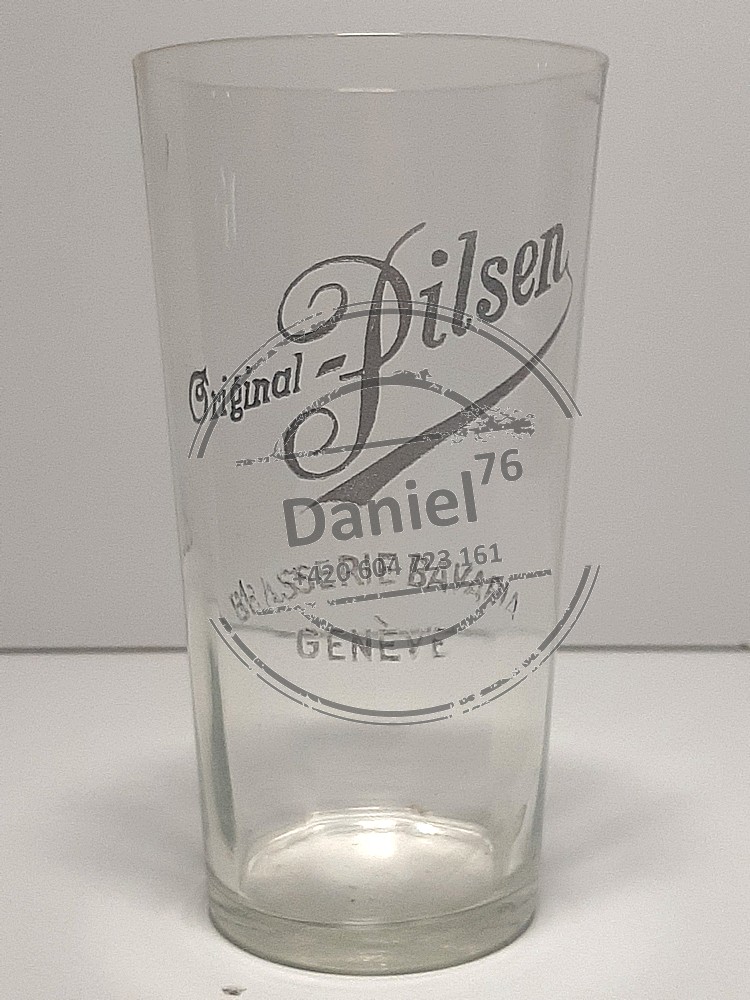 Original - Pilsen
Daniel76
+420 604 723 161
BRASSERIE BAVARIA
GENÈVE